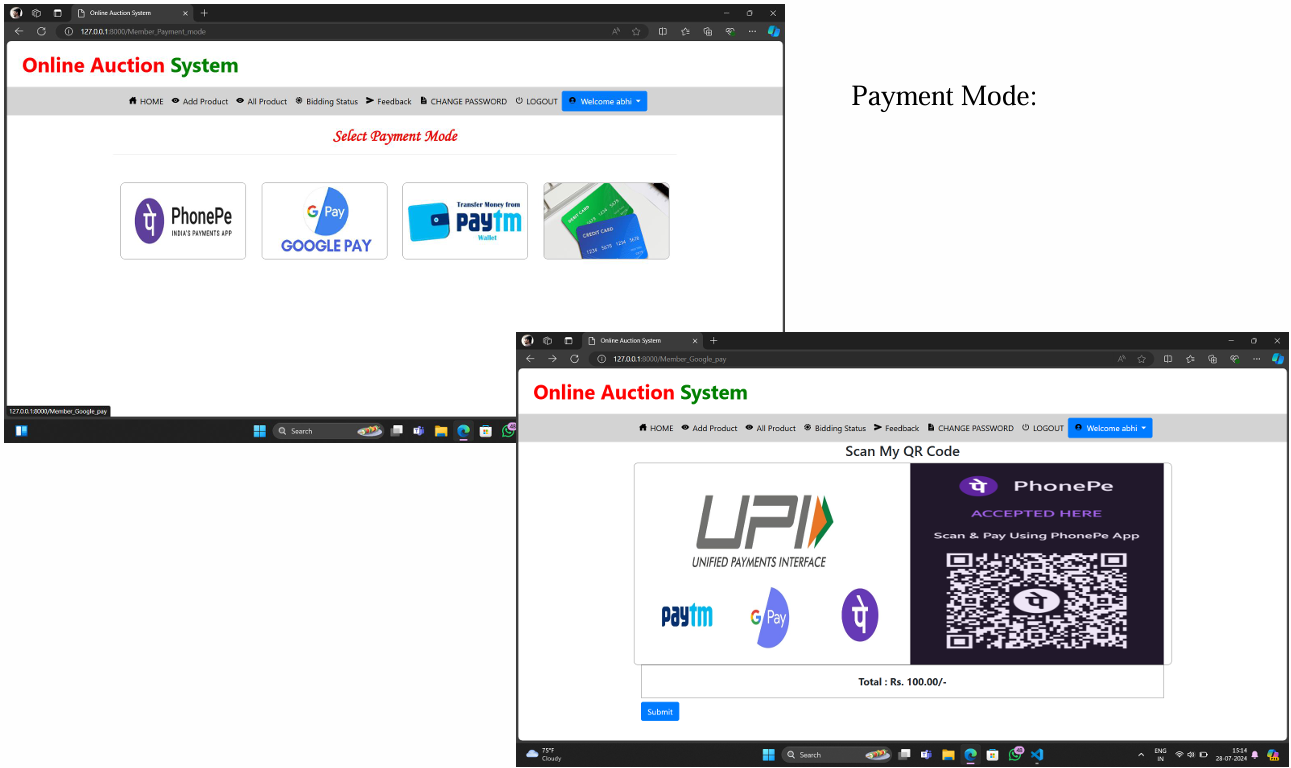 Online Auction System
127.0.0.1:8000/Member_Payment_mode
Online Auction System
HOME Add Product All Product Bidding Status Feedback CHANGE PASSWORD LOGOUT Welcome abhi
Select Payment Mode
पे PhonePe
INDIA'S PAYMENTS APP
G Pay
GOOGLE PAY
Transfer Money from
paytm
Wallet
DEBIT CARD
CREDIT CARD
1234 5678 1234 5678
127.0.0.1:8000/Member_Google_pay
Search
Payment Mode:
Online Auction System
127.0.0.1:8000/Member_Google_pay
Online Auction System
HOME Add Product All Product Bidding Status Feedback CHANGE PASSWORD LOGOUT Welcome abhi
Scan My QR Code
UPI
UNIFIED PAYMENTS INTERFACE
paytm G Pay पे
पे PhonePe
ACCEPTED HERE
Scan & Pay Using PhonePe App
पे
Total : Rs. 100.00/-
Submit
75°F
Cloudy
Search
ENG
IN
15:14
28-07-2024